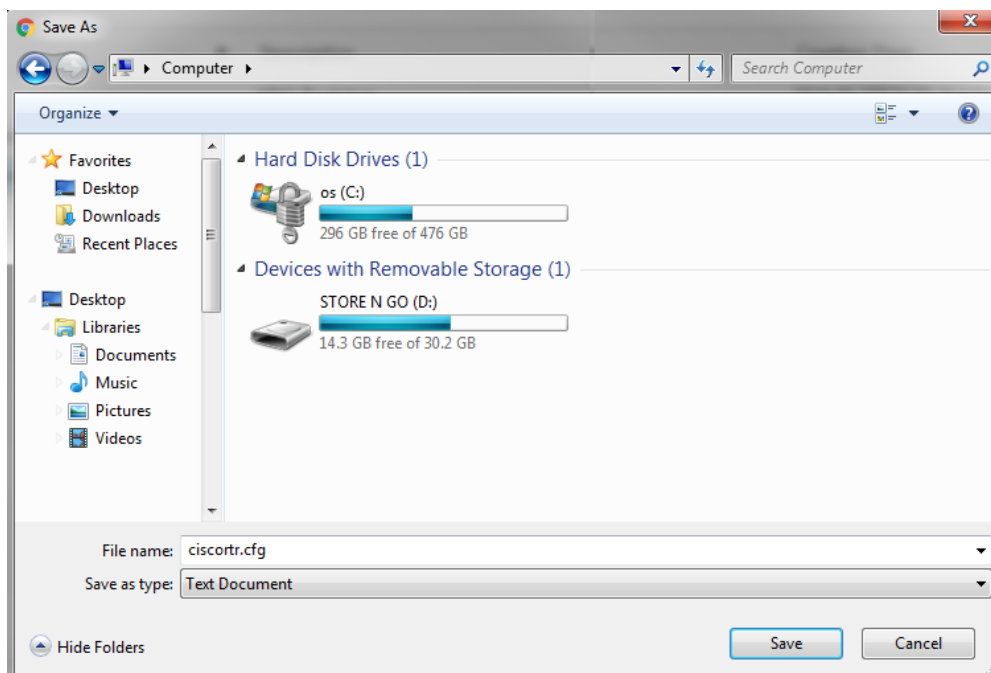 Save As
Computer
Search Computer
Organize
Favorites
Desktop
Downloads
Recent Places
Desktop
Libraries
Documents
Music
Pictures
Videos
Hard Disk Drives (1)
os (C:)
296 GB free of 476 GB
Devices with Removable Storage (1)
STORE N GO (D:)
14.3 GB free of 30.2 GB
File name: ciscortr.cfg
Save as type: Text Document
Hide Folders
Save
Cancel